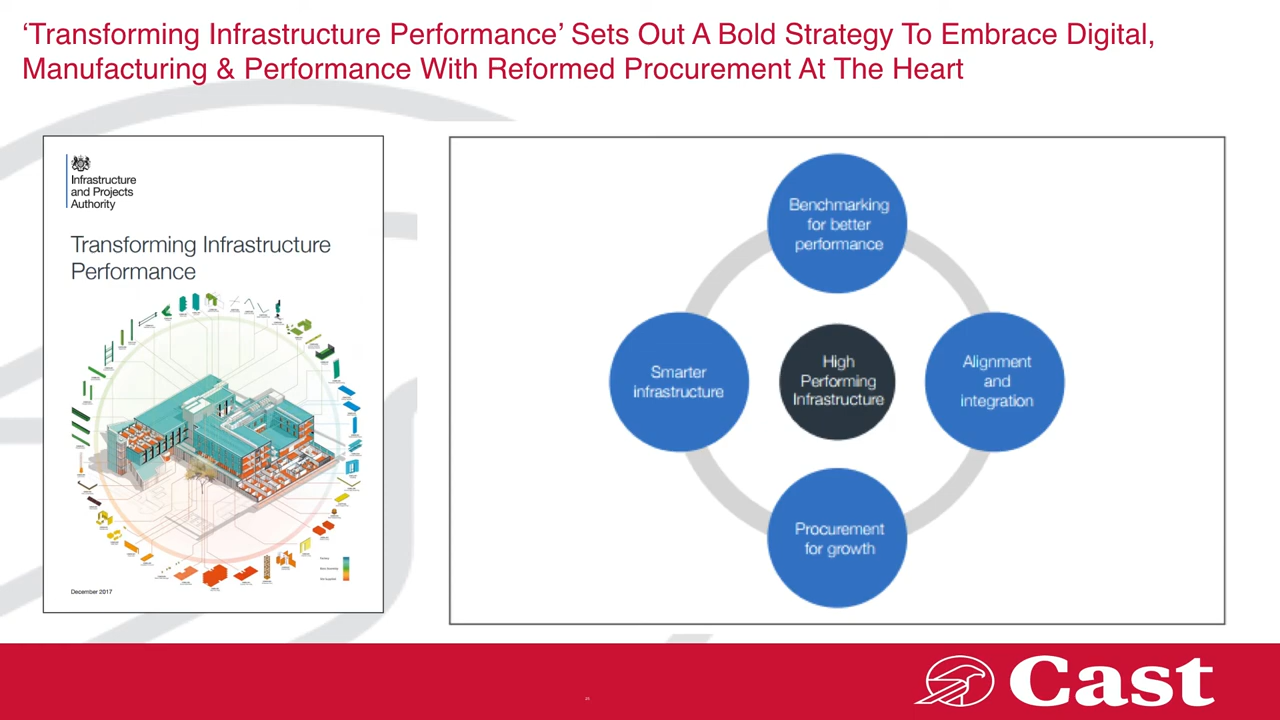 ‘Transforming Infrastructure Performance’ Sets Out A Bold Strategy To Embrace Digital,
Manufacturing & Performance With Reformed Procurement At The Heart
Infrastructure
and Projects
Authority
Transforming Infrastructure
Performance
December 2017
Benchmarking
for better
performance
Smarter
infrastructure
High
Performing
Infrastructure
Alignment
and
integration
Procurement
for growth
Cast